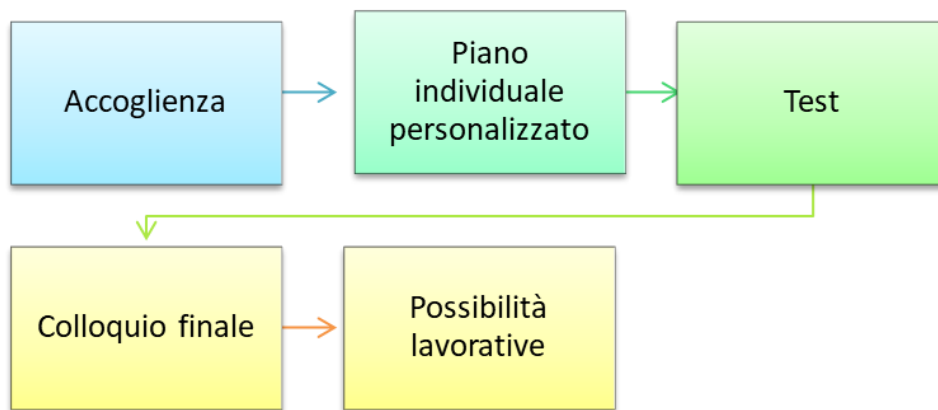 Accoglienza
Piano
individuale
personalizzato
Test
Colloquio finale
Possibilità
lavorative